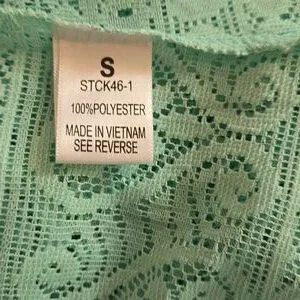 S
STCK46-1
100%POLYESTER
MADE IN VIETNAM
SEE REVERSE